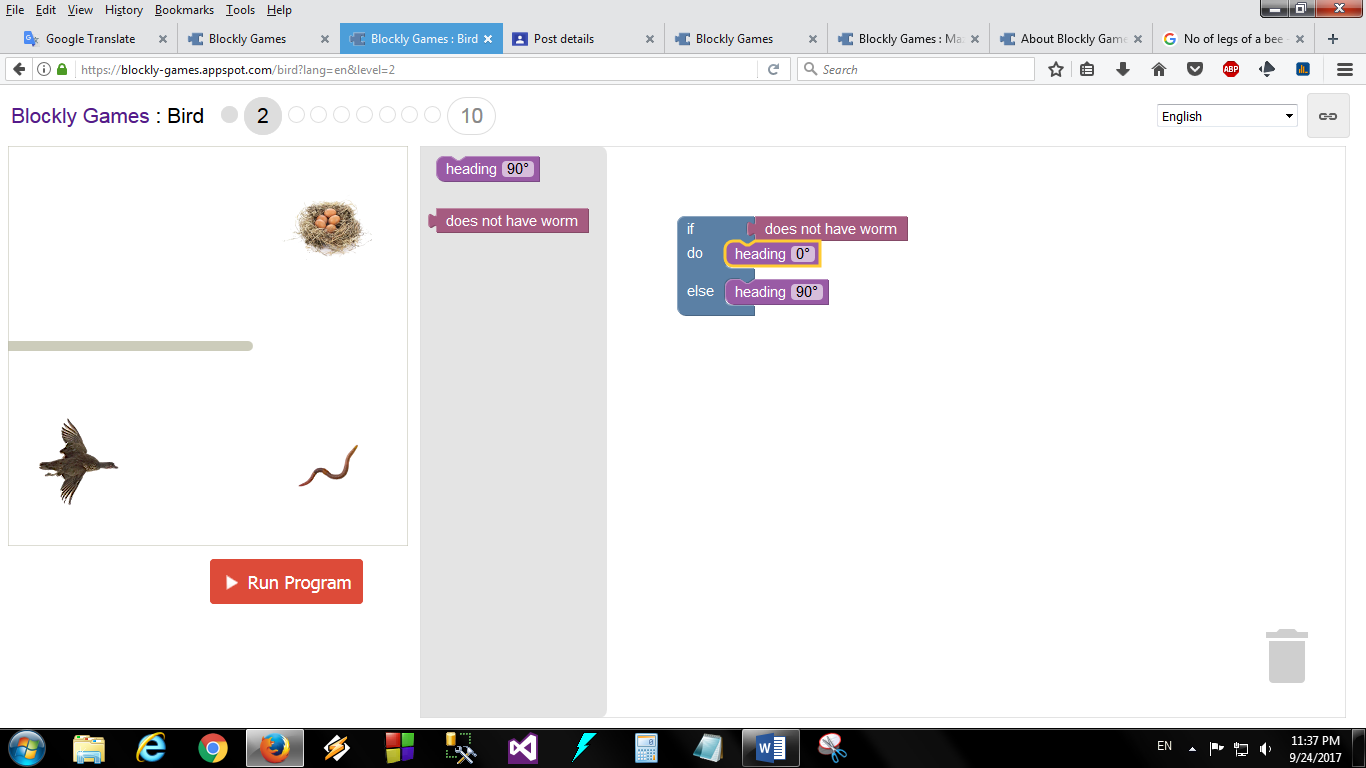 File Edit View History Bookmarks Tools Help
Google Translate Blockly Games Blockly Games : Bird Post details Blockly Games Blockly Games : Ma About Blockly Game No of legs of a bee -
https://blockly-games.appspot.com/bird?lang=en&level=2 Search
ABP
Blockly Games : Bird 2 10 English
heading 90°
does not have worm
if does not have worm
do heading 0°
else heading 90°
Run Program
EN 11:37 PM
9/24/2017